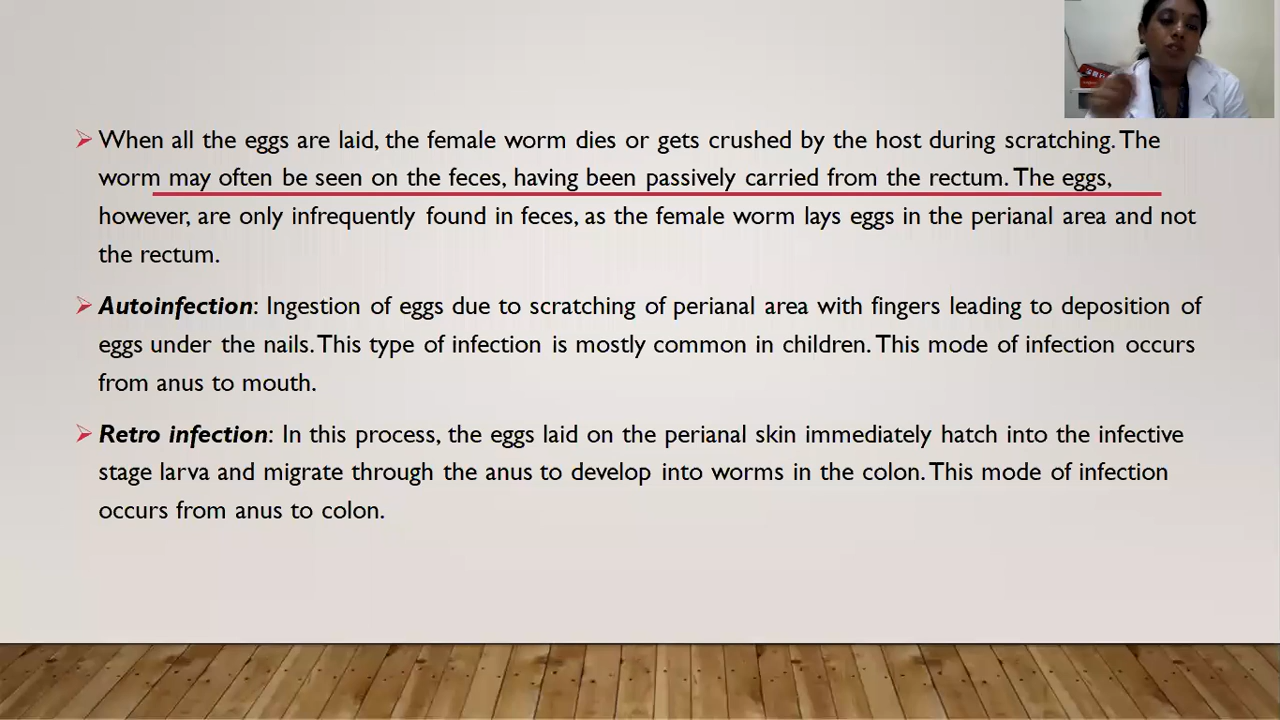 When all the eggs are laid, the female worm dies or gets crushed by the host during scratching. The
worm may often be seen on the feces, having been passively carried from the rectum. The eggs,
however, are only infrequently found in feces, as the female worm lays eggs in the perianal area and not
the rectum.
Autoinfection: Ingestion of eggs due to scratching of perianal area with fingers leading to deposition of
eggs under the nails. This type of infection is mostly common in children. This mode of infection occurs
from anus to mouth.
Retro infection: In this process, the eggs laid on the perianal skin immediately hatch into the infective
stage larva and migrate through the anus to develop into worms in the colon. This mode of infection
occurs from anus to colon.